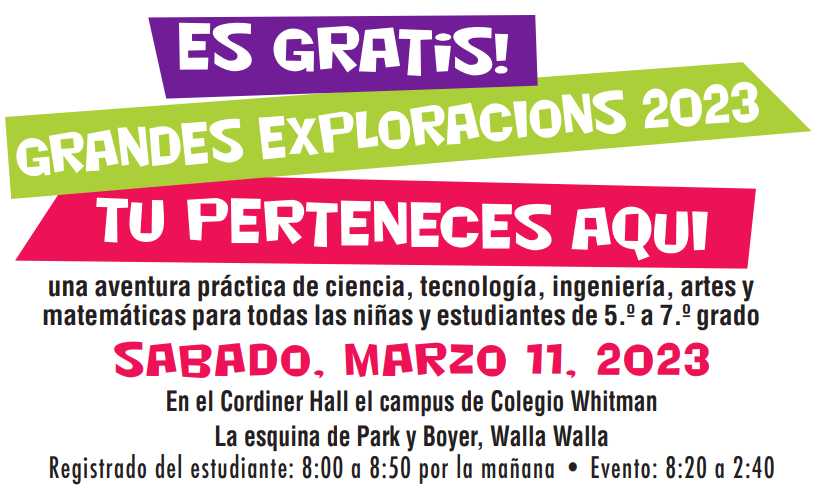 ES GRATiS!
GRANDES EXPLORACIONS 2023
TU PERTENECES AQUI
una aventura práctica de ciencia, tecnología, ingeniería, artes y
matemáticas para todas las niñas y estudiantes de 5.º a 7.º grado
SABADO, MARZO 11, 2023
En el Cordiner Hall el campus de Colegio Whitman
La esquina de Park y Boyer, Walla Walla
Registrado del estudiante: 8:00 a 8:50 por la mañana • Evento: 8:20 a 2:40